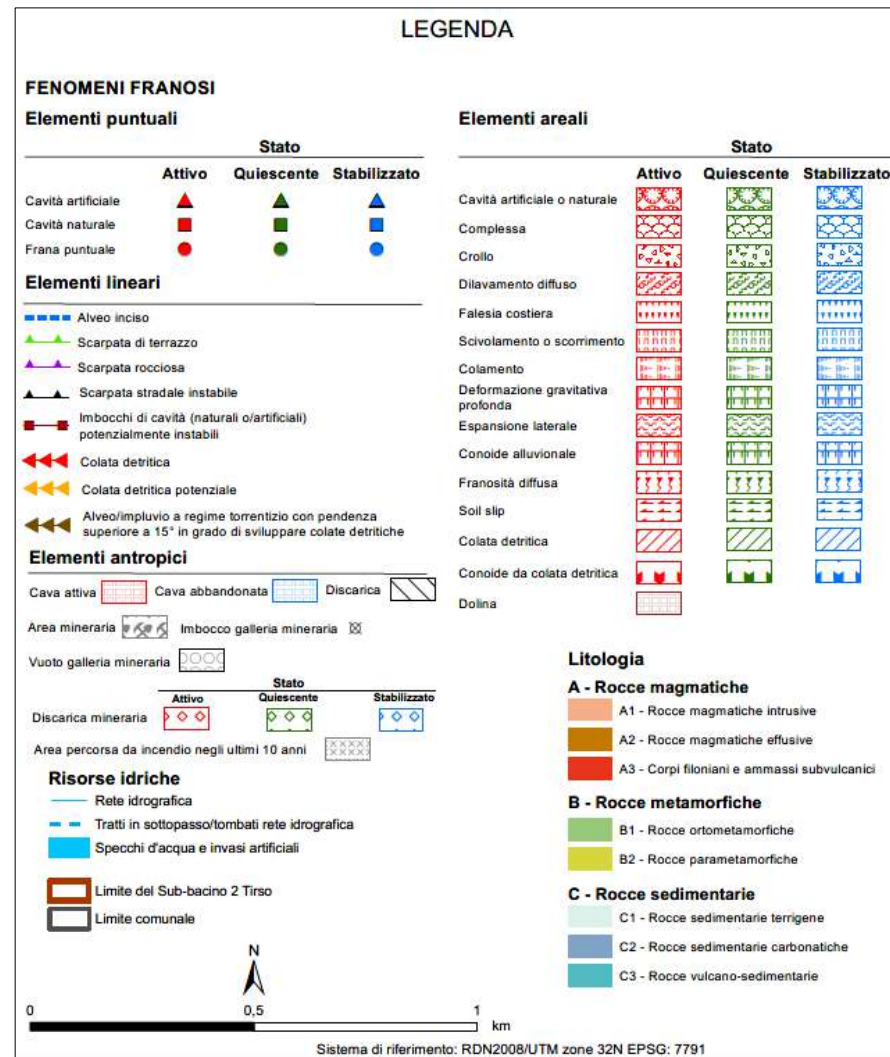 LEGENDA
FENOMENI FRANOSI
Elementi puntuali
Stato
Attivo Quiescente Stabilizzato
Cavità artificiale
Cavità naturale
Frana puntuale
Elementi lineari
Alveo inciso
Scarpata di terrazzo
Scarpata rocciosa
Scarpata stradale instabile
Imbocchi di cavità (naturali o/artificiali)
potenzialmente instabili
Colata detritica
Colata detritica potenziale
Alveo/impluvio a regime torrentizio con pendenza
superiore a 15° in grado di sviluppare colate detritiche
Elementi antropici
Cava attiva Cava abbandonata Discarica
Area mineraria Imbocco galleria mineraria
Vuoto galleria mineraria
Stato
Attivo Quiescente Stabilizzato
Discarica mineraria
Area percorsa da incendio negli ultimi 10 anni
Risorse idriche
Rete idrografica
Tratti in sottopasso/tombati rete idrografica
Specchi d'acqua e invasi artificiali
Limite del Sub-bacino 2 Tirso
Limite comunale
Elementi areali
Stato
Attivo Quiescente Stabilizzato
Cavità artificiale o naturale
Complessa
Crollo
Dilavamento diffuso
Falesia costiera
Scivolamento o scorrimento
Colamento
Deformazione gravitativa
profonda
Espansione laterale
Conoide alluvionale
Franosità diffusa
Soil slip
Colata detritica
Conoide da colata detritica
Dolina
Litologia
A - Rocce magmatiche
A1 - Rocce magmatiche intrusive
A2 - Rocce magmatiche effusive
A3 - Corpi filoniani e ammassi subvulcanici
B - Rocce metamorfiche
B1 - Rocce ortometamorfiche
B2 - Rocce parametamorfiche
C - Rocce sedimentarie
C1 - Rocce sedimentarie terrigene
C2 - Rocce sedimentarie carbonatiche
C3 - Rocce vulcano-sedimentarie
N
0 0,5 1
km
Sistema di riferimento: RDN2008/UTM zone 32N EPSG: 7791